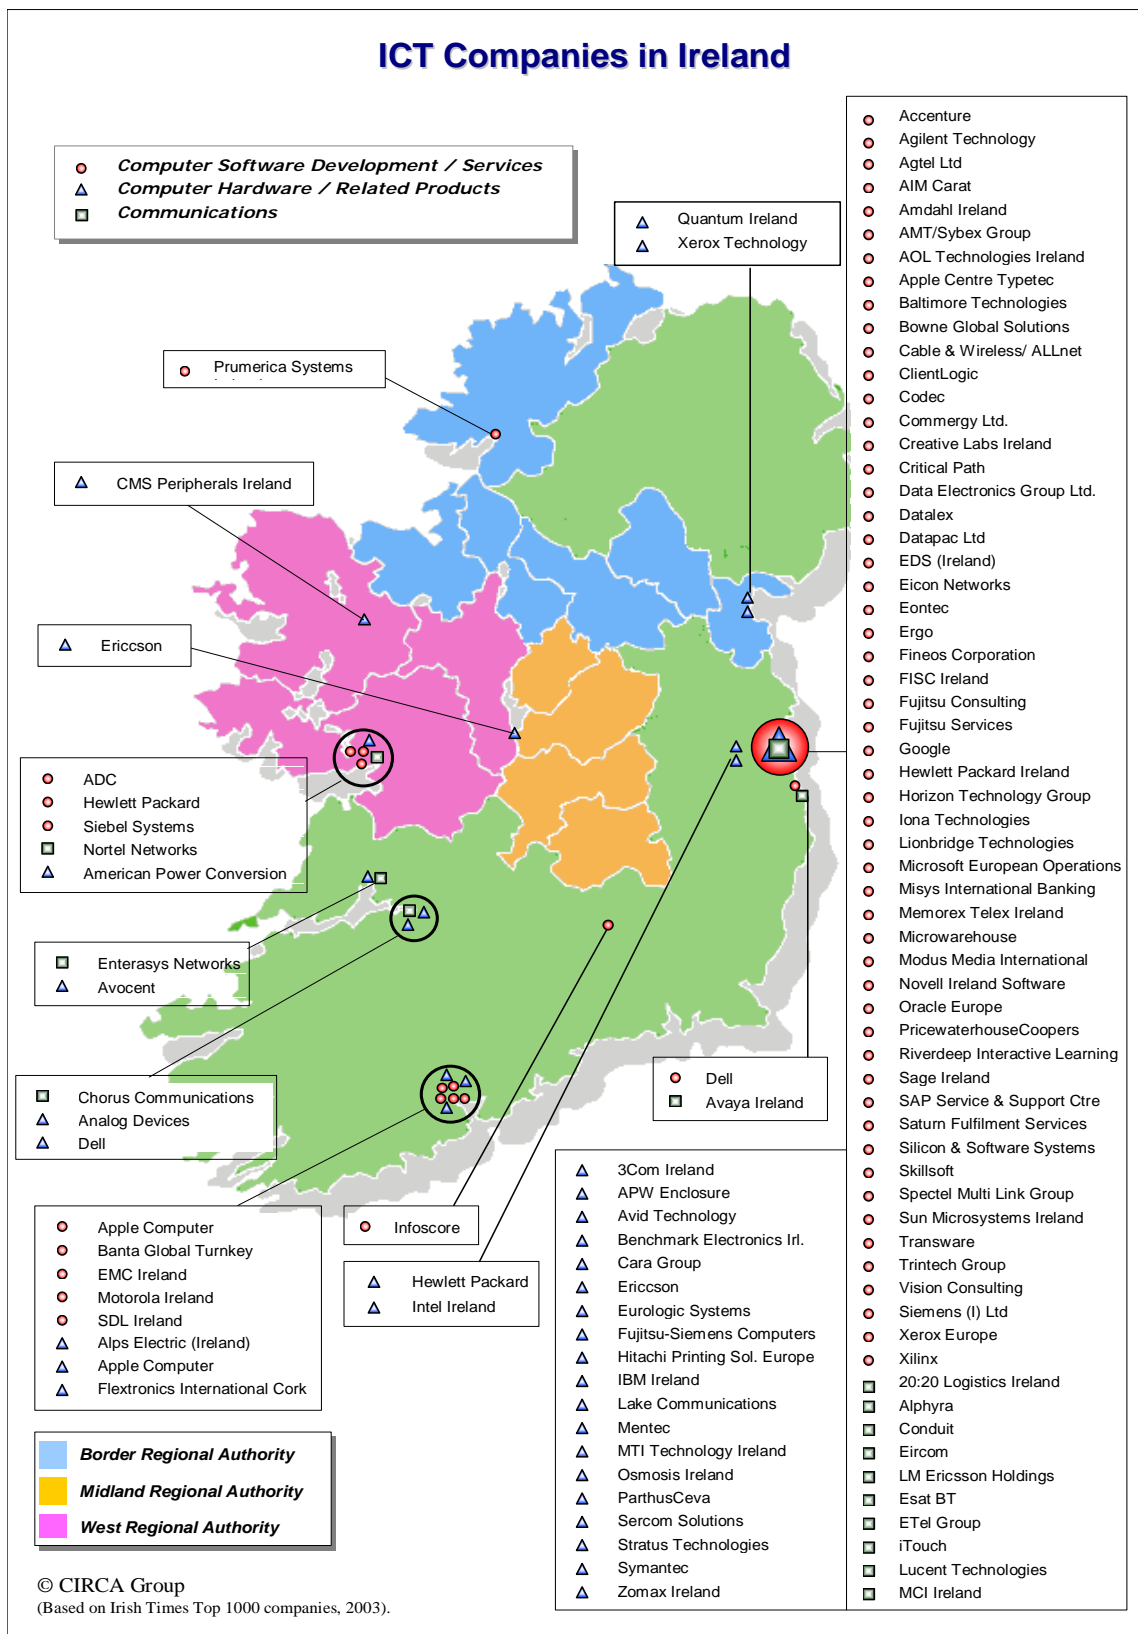 ICT Companies in Ireland
Computer Software Development / Services
Computer Hardware / Related Products
Communications
Quantum Ireland
Xerox Technology
Prumerica Systems
CMS Peripherals Ireland
Ericcson
ADC
Hewlett Packard
Siebel Systems
Nortel Networks
American Power Conversion
Enterasys Networks
Avocent
Chorus Communications
Analog Devices
Dell
Apple Computer
Banta Global Turnkey
EMC Ireland
Motorola Ireland
SDL Ireland
Alps Electric (Ireland)
Apple Computer
Flextronics International Cork
Infoscore
Hewlett Packard
Intel Ireland
Dell
Avaya Ireland
3Com Ireland
APW Enclosure
Avid Technology
Benchmark Electronics Irl.
Cara Group
Ericcson
Eurologic Systems
Fujitsu-Siemens Computers
Hitachi Printing Sol. Europe
IBM Ireland
Lake Communications
Mentec
MTI Technology Ireland
Osmosis Ireland
ParthusCeva
Sercom Solutions
Stratus Technologies
Symantec
Zomax Ireland
Accenture
Agilent Technology
Agtel Ltd
AIM Carat
Amdahl Ireland
AMT/Sybex Group
AOL Technologies Ireland
Apple Centre Typetec
Baltimore Technologies
Bowne Global Solutions
Cable & Wireless/ ALLnet
ClientLogic
Codec
Commergy Ltd.
Creative Labs Ireland
Critical Path
Data Electronics Group Ltd.
Datalex
Datapac Ltd
EDS (Ireland)
Eicon Networks
Eontec
Ergo
Fineos Corporation
FISC Ireland
Fujitsu Consulting
Fujitsu Services
Google
Hewlett Packard Ireland
Horizon Technology Group
Iona Technologies
Lionbridge Technologies
Microsoft European Operations
Misys International Banking
Memorex Telex Ireland
Microwarehouse
Modus Media International
Novell Ireland Software
Oracle Europe
PricewaterhouseCoopers
Riverdeep Interactive Learning
Sage Ireland
SAP Service & Support Ctre
Saturn Fulfilment Services
Silicon & Software Systems
Skillsoft
Spectel Multi Link Group
Sun Microsystems Ireland
Transware
Trintech Group
Vision Consulting
Siemens (I) Ltd
Xerox Europe
Xilinx
20:20 Logistics Ireland
Alphyra
Conduit
Eircom
LM Ericsson Holdings
Esat BT
ETel Group
iTouch
Lucent Technologies
MCI Ireland
Border Regional Authority
Midland Regional Authority
West Regional Authority
© CIRCA Group
(Based on Irish Times Top 1000 companies, 2003).